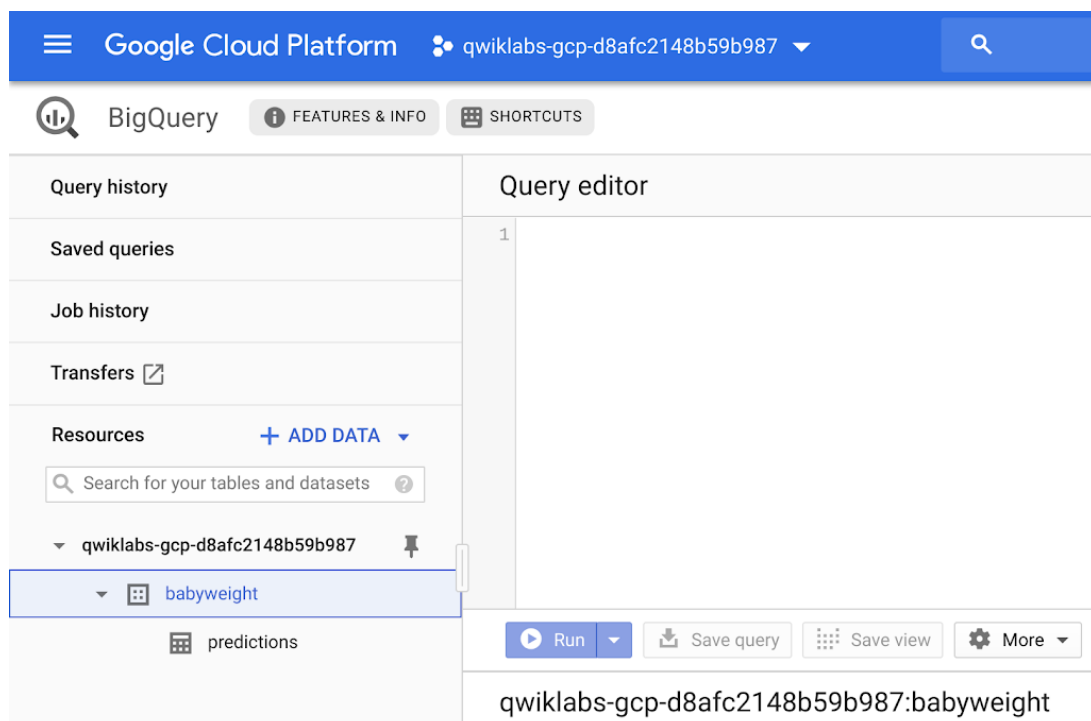 Google Cloud Platform qwiklabs-gcp-d8afc2148b59b987
BigQuery FEATURES & INFO SHORTCUTS
Query history
Saved queries
Job history
Transfers
Resources ADD DATA
Search for your tables and datasets
qwiklabs-gcp-d8afc2148b59b987
babyweight
predictions
Query editor
1
Run Save query Save view More
qwiklabs-gcp-d8afc2148b59b987:babyweight